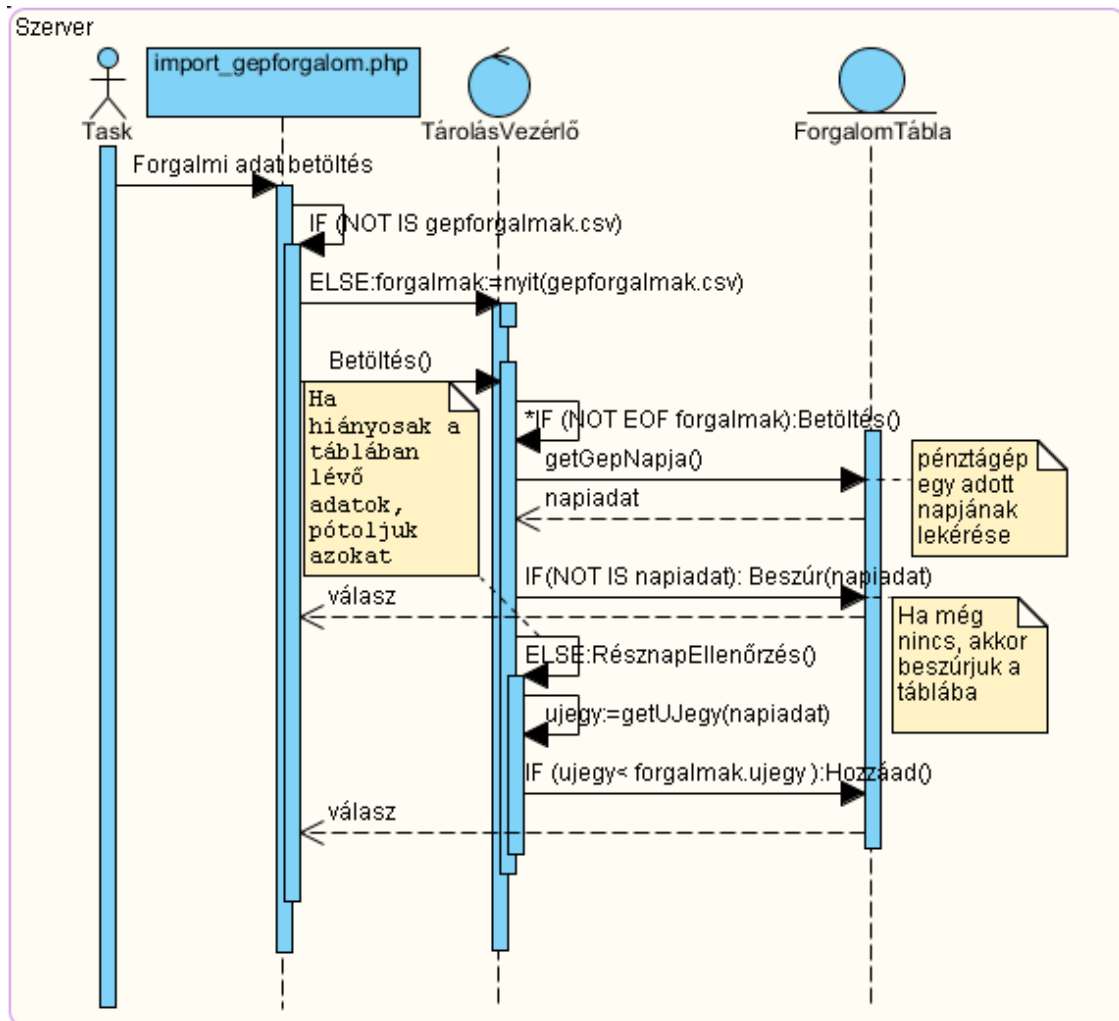 Szerver
import_gepforgalom.php
Task
TárolásVezérlő
ForgalomTábla
Forgalmi adat betöltés
IF (NOT IS gepforgalmak.csv)
ELSE:forgalmak:=nyit(gepforgalmak.csv)
Betöltés()
Ha
hiányosak a
táblában
lévő
adatok,
pótoljuk
azokat
*IF (NOT EOF forgalmak):Betöltés()
getGepNapja()
pénztágép
egy adott
napjának
lekérése
napiadat
IF(NOT IS napiadat): Beszúr(napiadat)
válasz
Ha még
nincs, akkor
beszúrjuk a
táblába
ELSE:RésznapEllenőrzés()
ujegy:=getUJegy(napiadat)
IF (ujegy< forgalmak.ujegy ):Hozzáad()
válasz